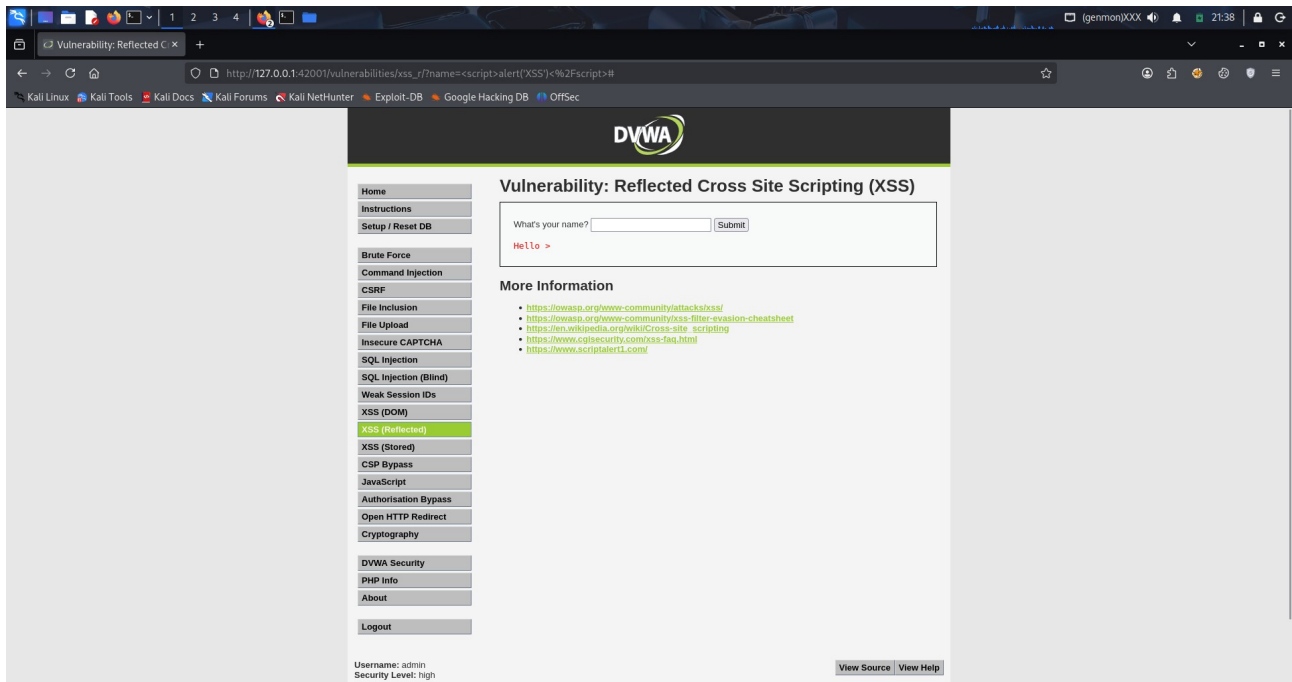 1 2 3 4 2 (genmon)XXX 21:38
Vulnerability: Reflected C
http://127.0.0.1:42001/vulnerabilities/xss_r/?name=<script>alert('XSS')<%2Fscript>#
Kali Linux Kali Tools Kali Docs Kali Forums Kali NetHunter Exploit-DB Google Hacking DB OffSec
DVWA
Home
Instructions
Setup / Reset DB
Brute Force
Command Injection
CSRF
File Inclusion
File Upload
Insecure CAPTCHA
SQL Injection
SQL Injection (Blind)
Weak Session IDs
XSS (DOM)
XSS (Reflected)
XSS (Stored)
CSP Bypass
JavaScript
Authorisation Bypass
Open HTTP Redirect
Cryptography
DVWA Security
PHP Info
About
Logout
Vulnerability: Reflected Cross Site Scripting (XSS)
What's your name? Submit
Hello >
More Information
https://owasp.org/www-community/attacks/xss/
https://owasp.org/www-community/xss-filter-evasion-cheatsheet
https://en.wikipedia.org/wiki/Cross-site_scripting
https://www.cgisecurity.com/xss-faq.html
https://www.scriptalert1.com/
Username: admin
Security Level: high
View Source View Help